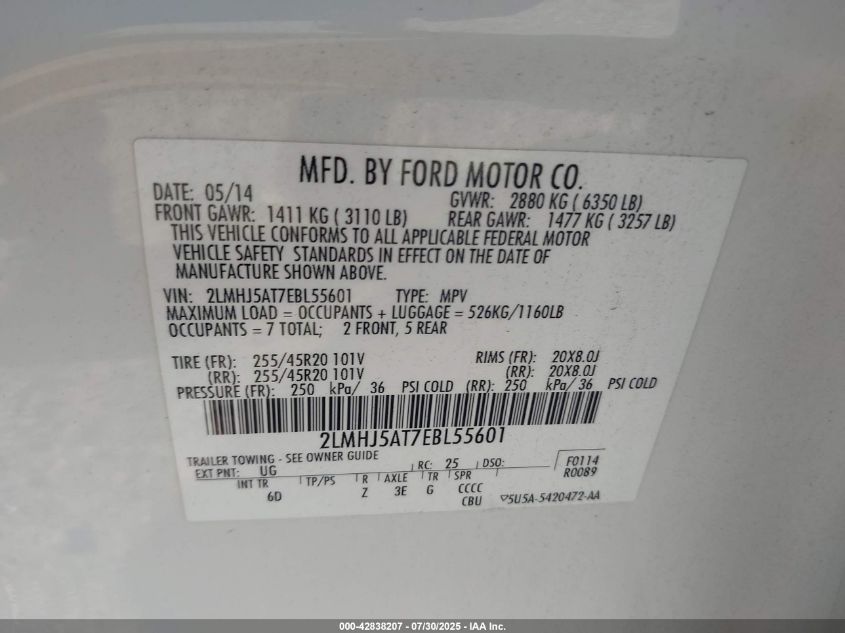 MFD. BY FORD MOTOR CO.
DATE: 05/14 GVWR: 2880 KG ( 6350 LB)
FRONT GAWR: 1411 KG ( 3110 LB) REAR GAWR: 1477 KG ( 3257 LB)
THIS VEHICLE CONFORMS TO ALL APPLICABLE FEDERAL MOTOR
VEHICLE SAFETY STANDARDS IN EFFECT ON THE DATE OF
MANUFACTURE SHOWN ABOVE.
VIN: 2LMHJ5AT7EBL55601 TYPE: MPV
MAXIMUM LOAD = OCCUPANTS + LUGGAGE = 526KG/1160LB
OCCUPANTS = 7 TOTAL; 2 FRONT, 5 REAR
TIRE (FR): 255/45R20 101V RIMS (FR): 20X8.0J
(RR): 255/45R20 101V (RR): 20X8.0J
PRESSURE (FR): 250 kPa/ 36 PSI COLD (RR): 250 kPa/ 36 PSI COLD
2LMHJ5AT7EBL55601
TRAILER TOWING - SEE OWNER GUIDE
EXT PNT: UG RC: 25 DSO: F0114
R0089
INT TR TP/PS R AXLE TR SPR
6D Z 3E G CCCC
CBU 5U5A-5420472-AA
000-42838207 - 07/30/2025 - IAA Inc.